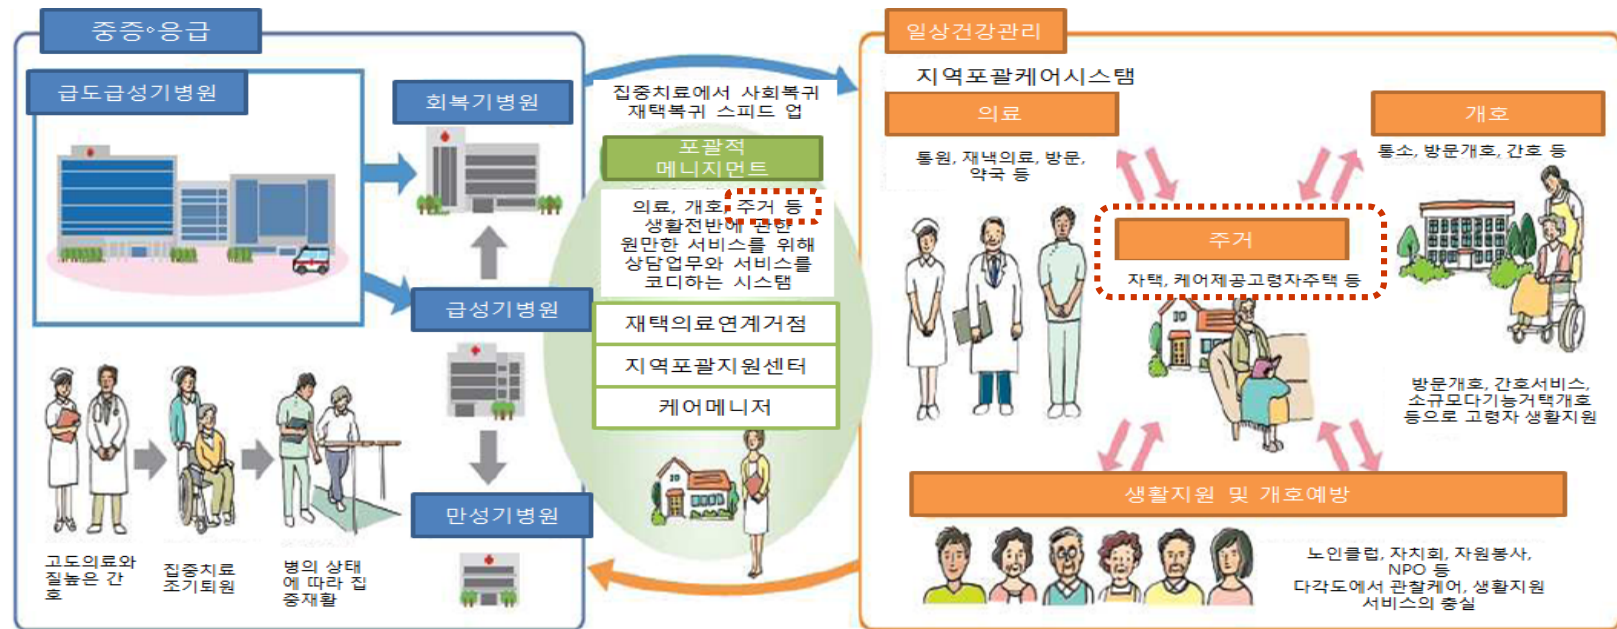 중증∘응급
급도급성기병원
회복기병원
급성기병원
만성기병원
고도의료와
질높은 간
호
집중치료
조기퇴원
병의 상태
에 따라 집
중재활
집중치료에서 사회복귀
재택복귀 스피드 업
포괄적
메니지먼트
의료, 개호, 주거 등
생활전반에 관한
원만한 서비스를 위해
상담업무와 서비스를
코디하는 시스템
재택의료연계거점
지역포괄지원센터
케어메니저
일상건강관리
지역포괄케어시스탬
의료
통원, 재낵의료, 방문,
약국 등
개호
통소, 방문개호, 간호 등
주거
자택, 케어제공고령자주택 등
방문개호, 간호서비스,
소규모다기능거택개호
등으로 고령자 생활지원
생활지원 및 개호예방
노인클럽, 자치회, 자원봉사,
NPO 등
다각도에서 관찰케어, 생활지원
서비스의 충실